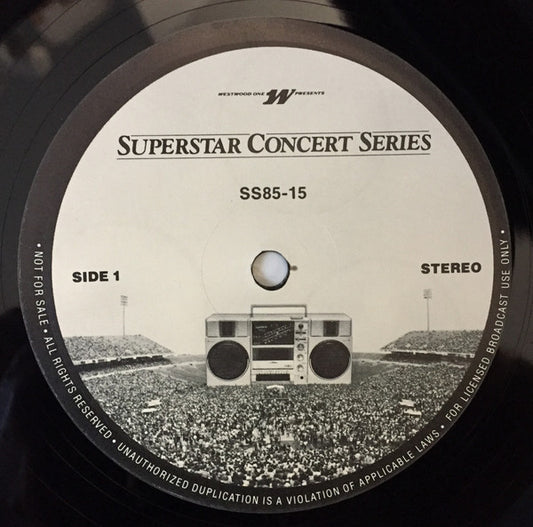 WESTWOOD ONE W PRESENTS
SUPERSTAR CONCERT SERIES
SS85-15
SIDE 1
STEREO
• NOT FOR SALE • ALL RIGHTS RESERVED • UNAUTHORIZED DUPLICATION IS A VIOLATION OF APPLICABLE LAWS • FOR LICENSED BROADCAST USE ONLY •